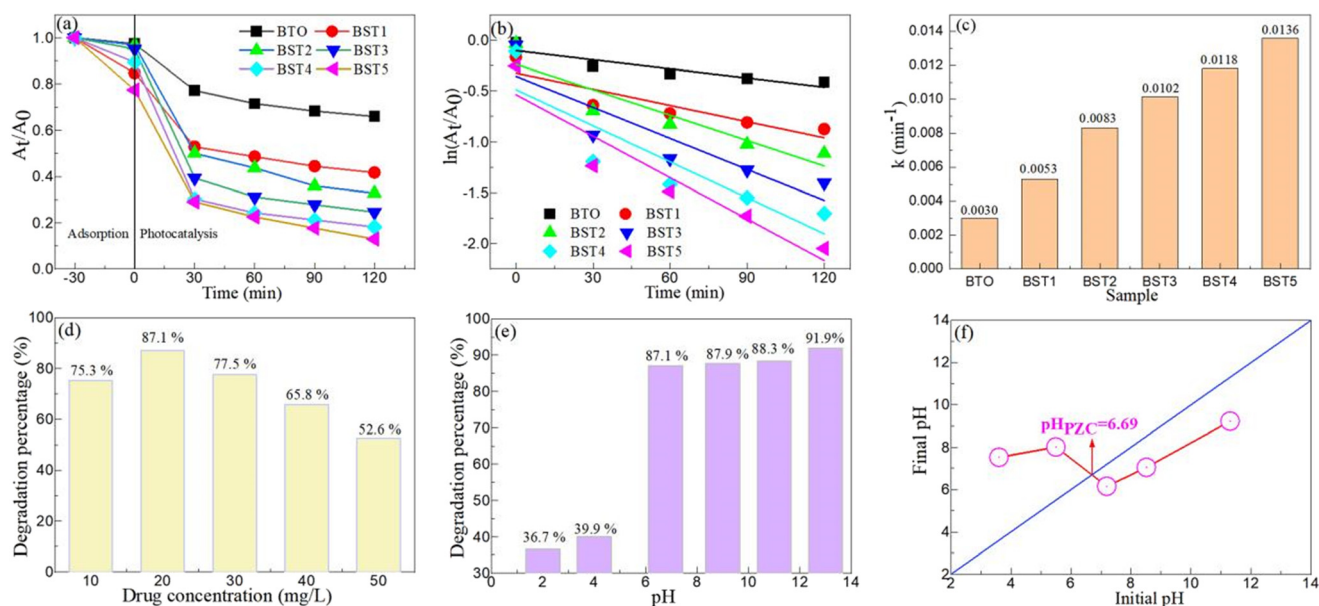 (a)
BTO
BST1
BST2
BST3
BST4
BST5
Adsorption
Photocatalysis
At/A0
1.0
0.8
0.6
0.4
0.2
0.0
-30
0
30
60
90
120
Time (min)
(b)
ln(At/A0)
0.0
-0.5
-1.0
-1.5
-2.0
BTO
BST1
BST2
BST3
BST4
BST5
0
30
60
90
120
Time (min)
(c)
k (min-1)
0.014
0.012
0.010
0.008
0.006
0.004
0.002
0.000
0.0030
0.0053
0.0083
0.0102
0.0118
0.0136
BTO
BST1
BST2
BST3
BST4
BST5
Sample
(d)
Degradation percentage (%)
100
80
60
40
20
0
75.3 %
87.1 %
77.5 %
65.8 %
52.6 %
10
20
30
40
50
Drug concentration (mg/L)
(e)
Degradation percentage (%)
100
90
80
70
60
50
40
30
36.7 %
39.9 %
87.1 %
87.9 %
88.3 %
91.9%
0
2
4
6
8
10
12
14
pH
(f)
Final pH
14
12
10
8
6
4
2
pHPZC=6.69
2
4
6
8
10
12
14
Initial pH